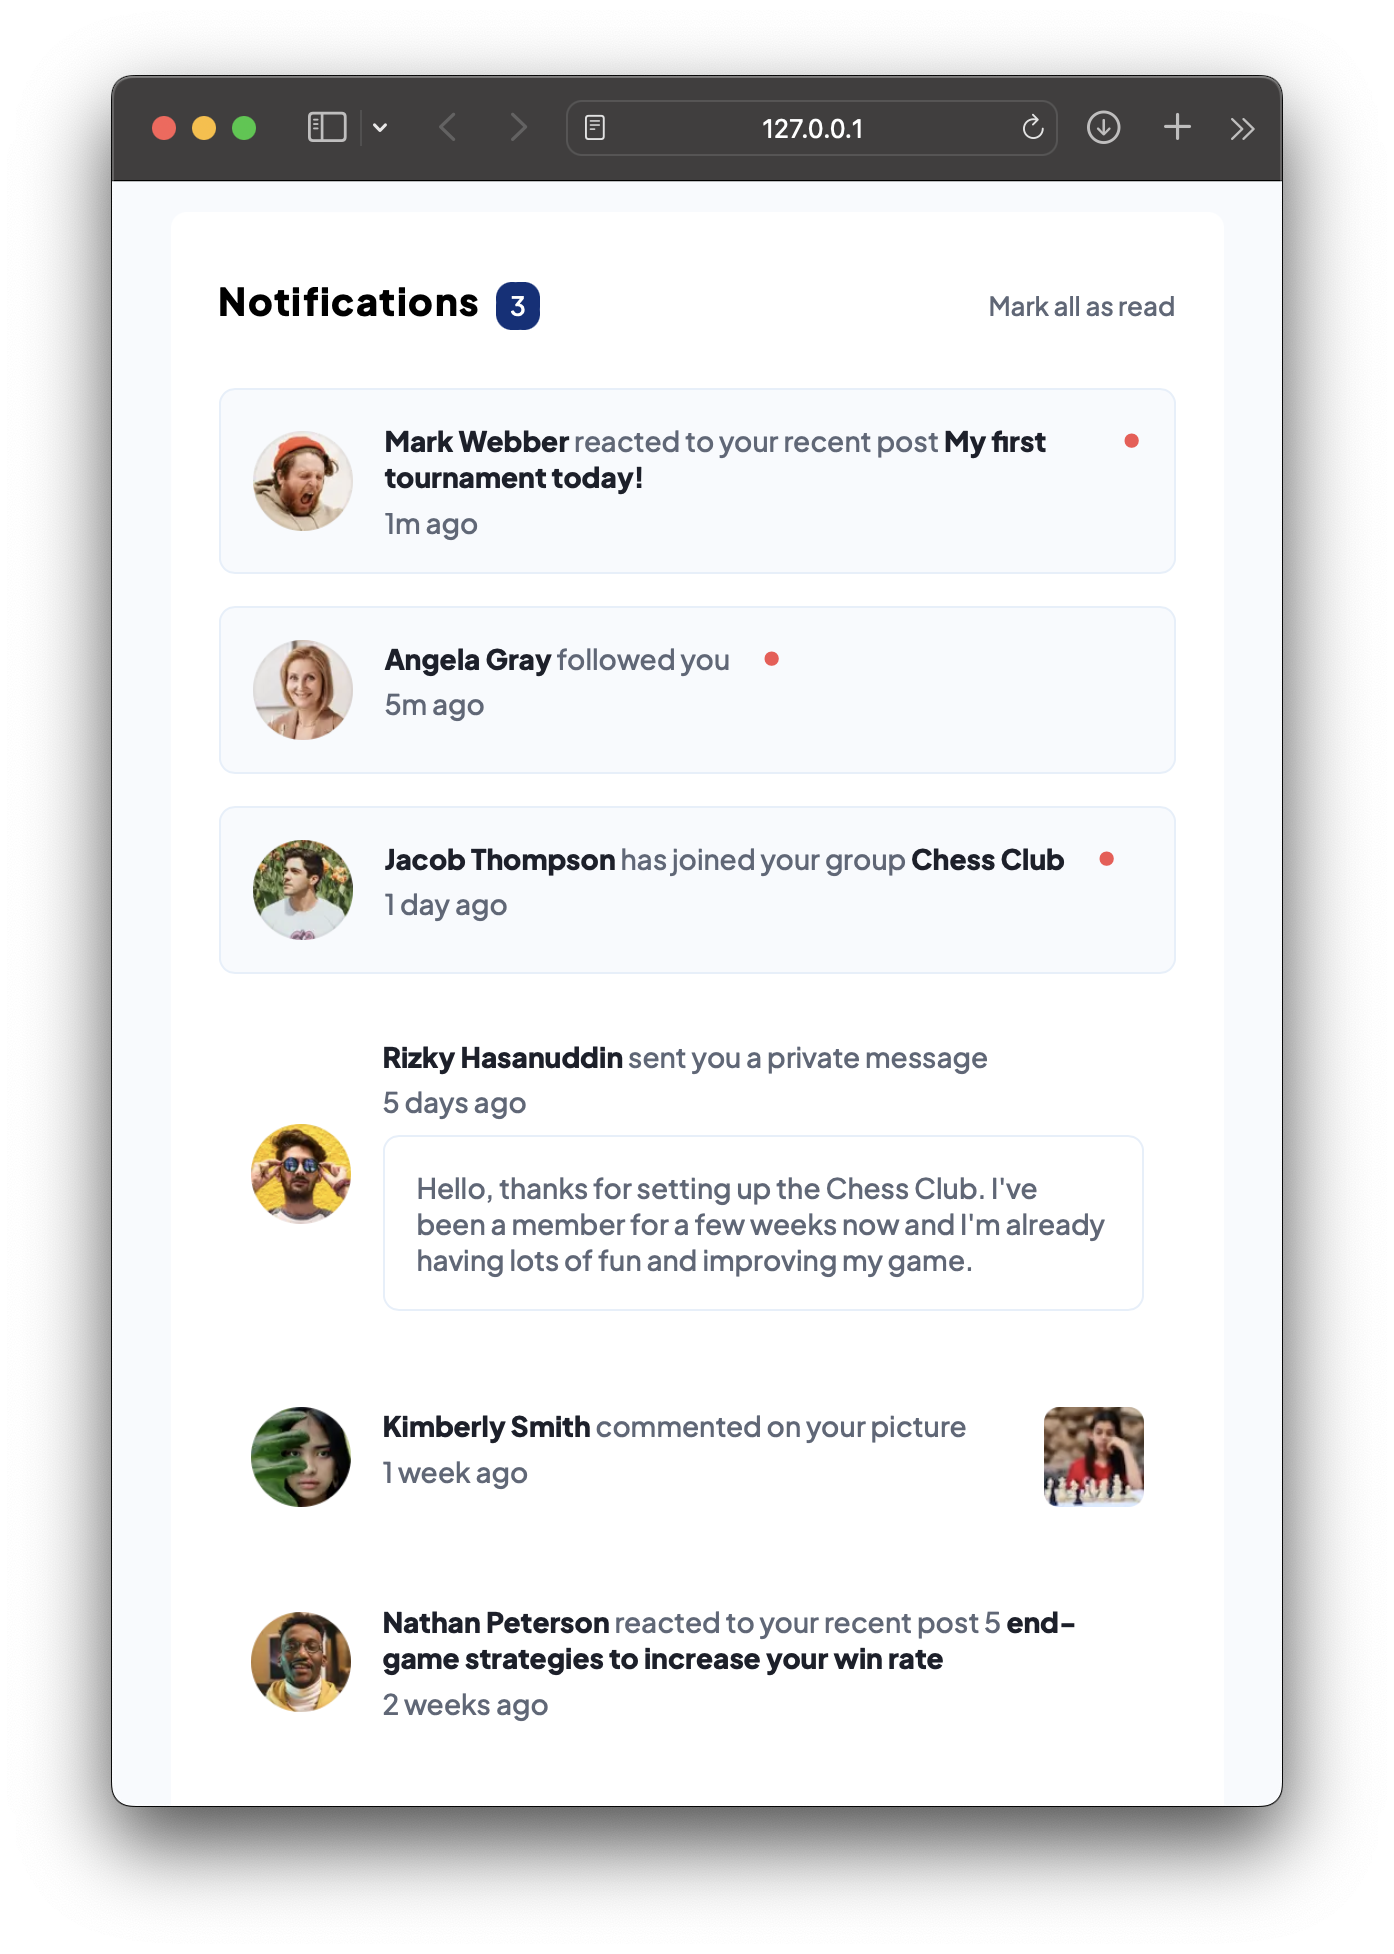 127.0.0.1
Notifications 3
Mark all as read
Mark Webber reacted to your recent post My first
tournament today!
1m ago
Angela Gray followed you
5m ago
Jacob Thompson has joined your group Chess Club
1 day ago
Rizky Hasanuddin sent you a private message
5 days ago
Hello, thanks for setting up the Chess Club. I've
been a member for a few weeks now and I'm already
having lots of fun and improving my game.
Kimberly Smith commented on your picture
1 week ago
Nathan Peterson reacted to your recent post 5 end-
game strategies to increase your win rate
2 weeks ago